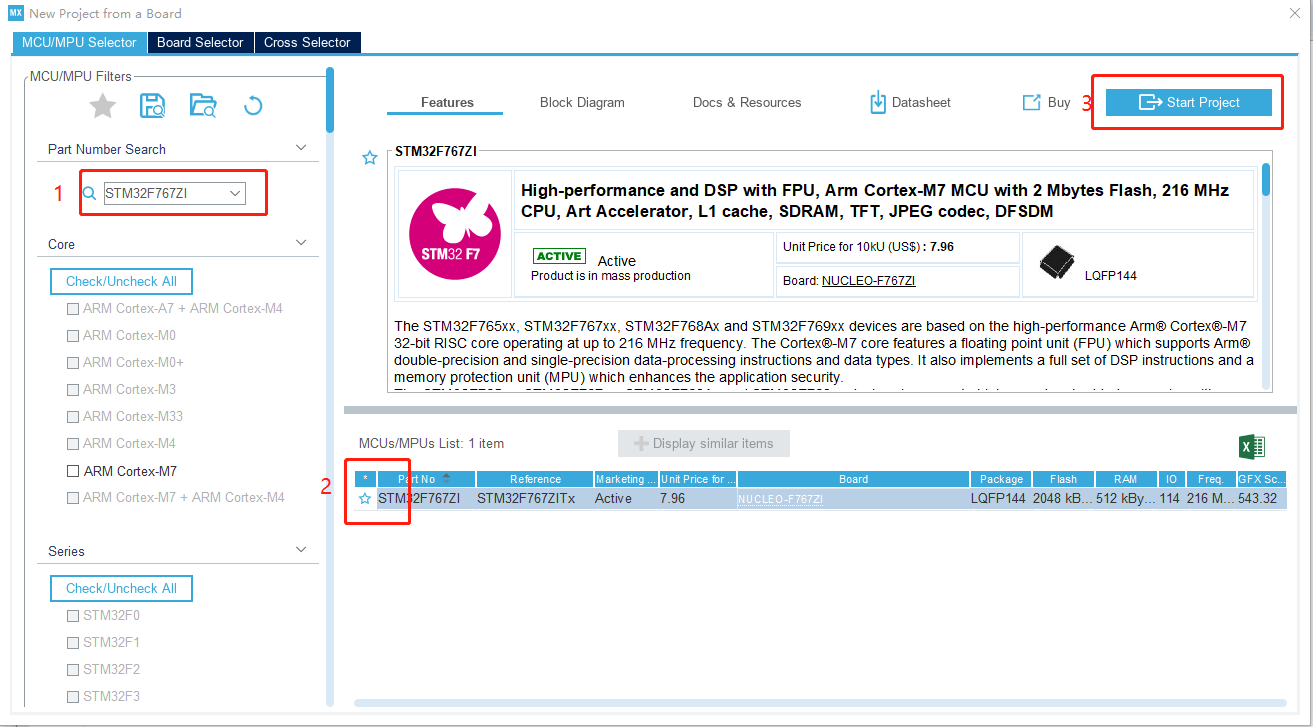 MX New Project from a Board
MCU/MPU Selector Board Selector Cross Selector
MCU/MPU Filters
Part Number Search
1 STM32F767ZI
Core
Check/Uncheck All
ARM Cortex-A7 + ARM Cortex-M4
ARM Cortex-M0
ARM Cortex-M0+
ARM Cortex-M3
ARM Cortex-M33
ARM Cortex-M4
ARM Cortex-M7
ARM Cortex-M7 + ARM Cortex-M4
Series
Check/Uncheck All
STM32F0
STM32F1
STM32F2
STM32F3
Features Block Diagram Docs & Resources Datasheet Buy 3 Start Project
STM32F767ZI
STM32 F7
High-performance and DSP with FPU, Arm Cortex-M7 MCU with 2 Mbytes Flash, 216 MHz
CPU, Art Accelerator, L1 cache, SDRAM, TFT, JPEG codec, DFSDM
ACTIVE Active
Product is in mass production
Unit Price for 10kU (US$) : 7.96
Board: NUCLEO-F767ZI
LQFP144
The STM32F765xx, STM32F767xx, STM32F768Ax and STM32F769xx devices are based on the high-performance Arm® Cortex®-M7
32-bit RISC core operating at up to 216 MHz frequency. The Cortex®-M7 core features a floating point unit (FPU) which supports Arm®
double-precision and single-precision data-processing instructions and data types. It also implements a full set of DSP instructions and a
memory protection unit (MPU) which enhances the application security.
MCUs/MPUs List: 1 item Display similar items
2
* Part No Reference Marketing ... Unit Price for ... Board Package Flash RAM IO Freq. GFX Sc...
STM32F767ZI STM32F767ZITx Active 7.96 NUCLEO-F767ZI LQFP144 2048 kB... 512 kBy... 114 216 M... 543.32